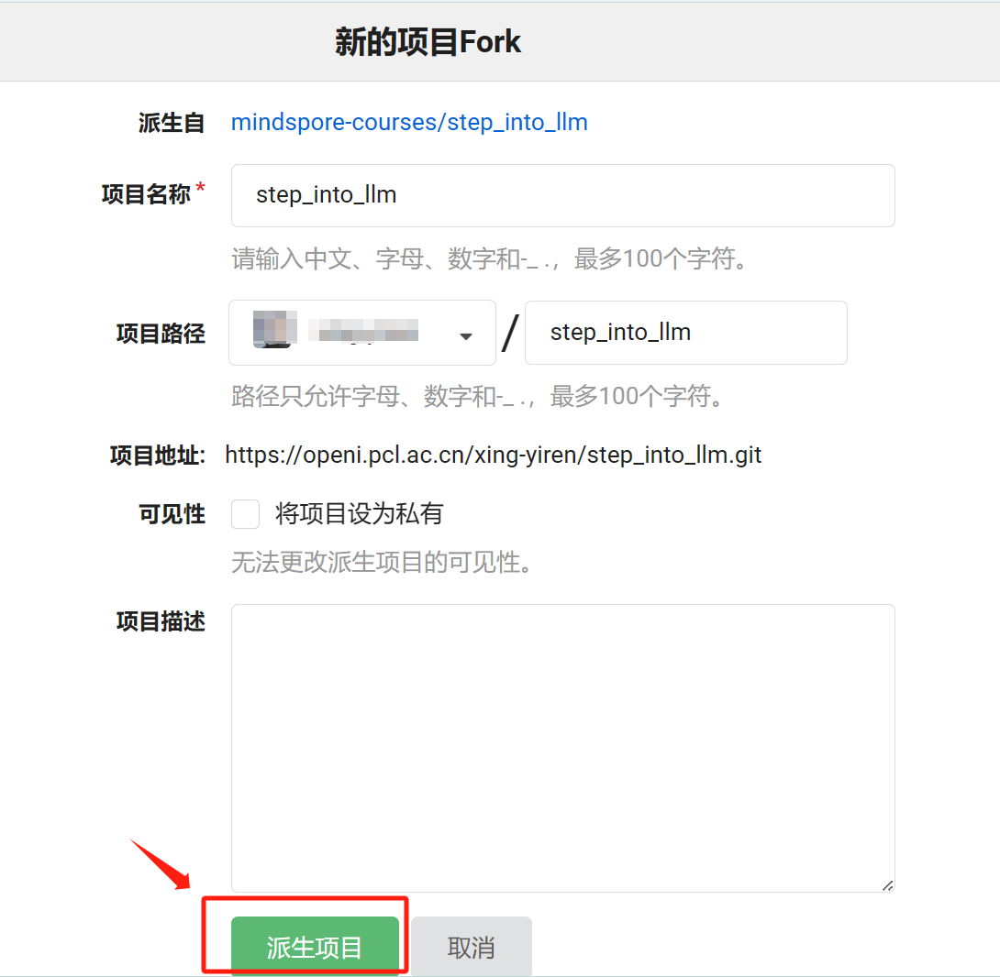 新的项目Fork
派生自 mindspore-courses/step_into_llm
项目名称* step_into_llm
请输入中文、字母、数字和-_ .，最多100个字符。
项目路径 / step_into_llm
路径只允许字母、数字和-_ .，最多100个字符。
项目地址: https://openi.pcl.ac.cn/xing-yiren/step_into_llm.git
可见性 将项目设为私有
无法更改派生项目的可见性。
项目描述
派生项目 取消